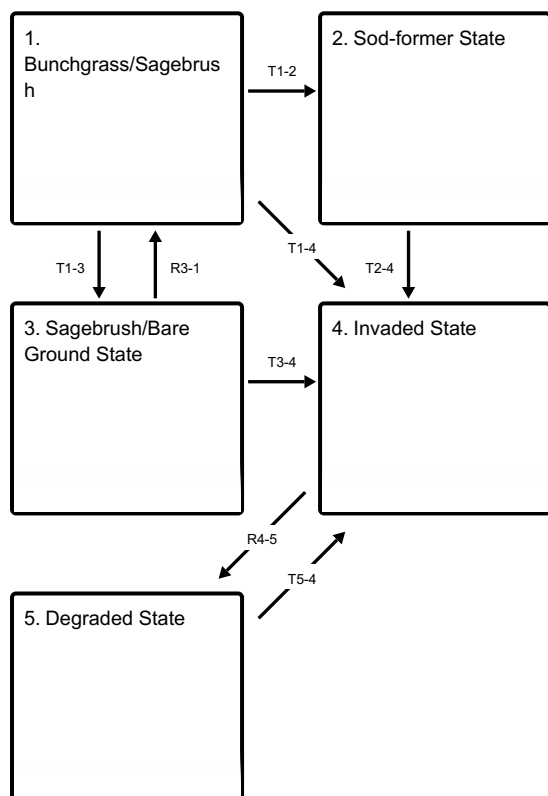 1.
Bunchgrass/Sagebrus
h
2. Sod-former State
T1-2
T1-3
R3-1
T1-4
T2-4
3. Sagebrush/Bare
Ground State
4. Invaded State
T3-4
R4-5
T5-4
5. Degraded State